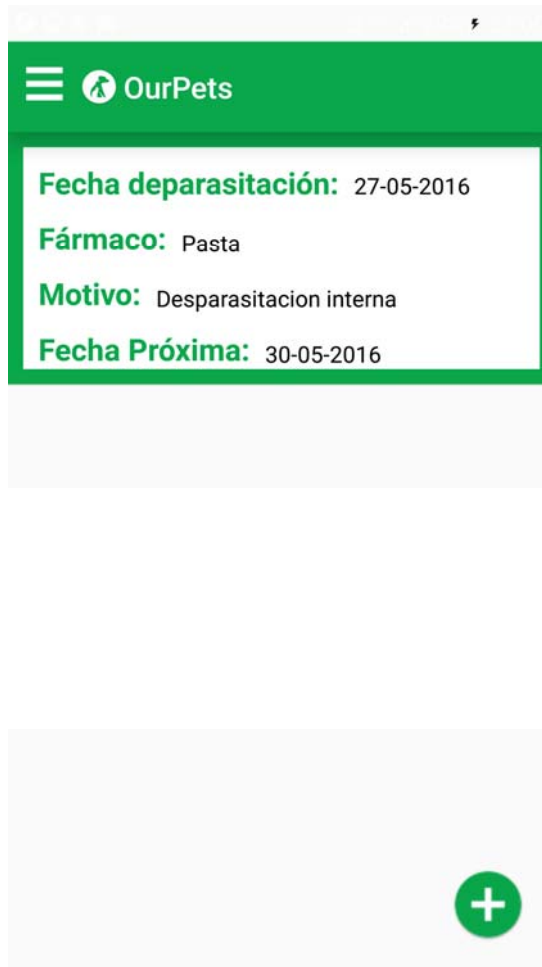 OurPets
Fecha deparasitación: 27-05-2016
Fármaco: Pasta
Motivo: Desparasitacion interna
Fecha Próxima: 30-05-2016